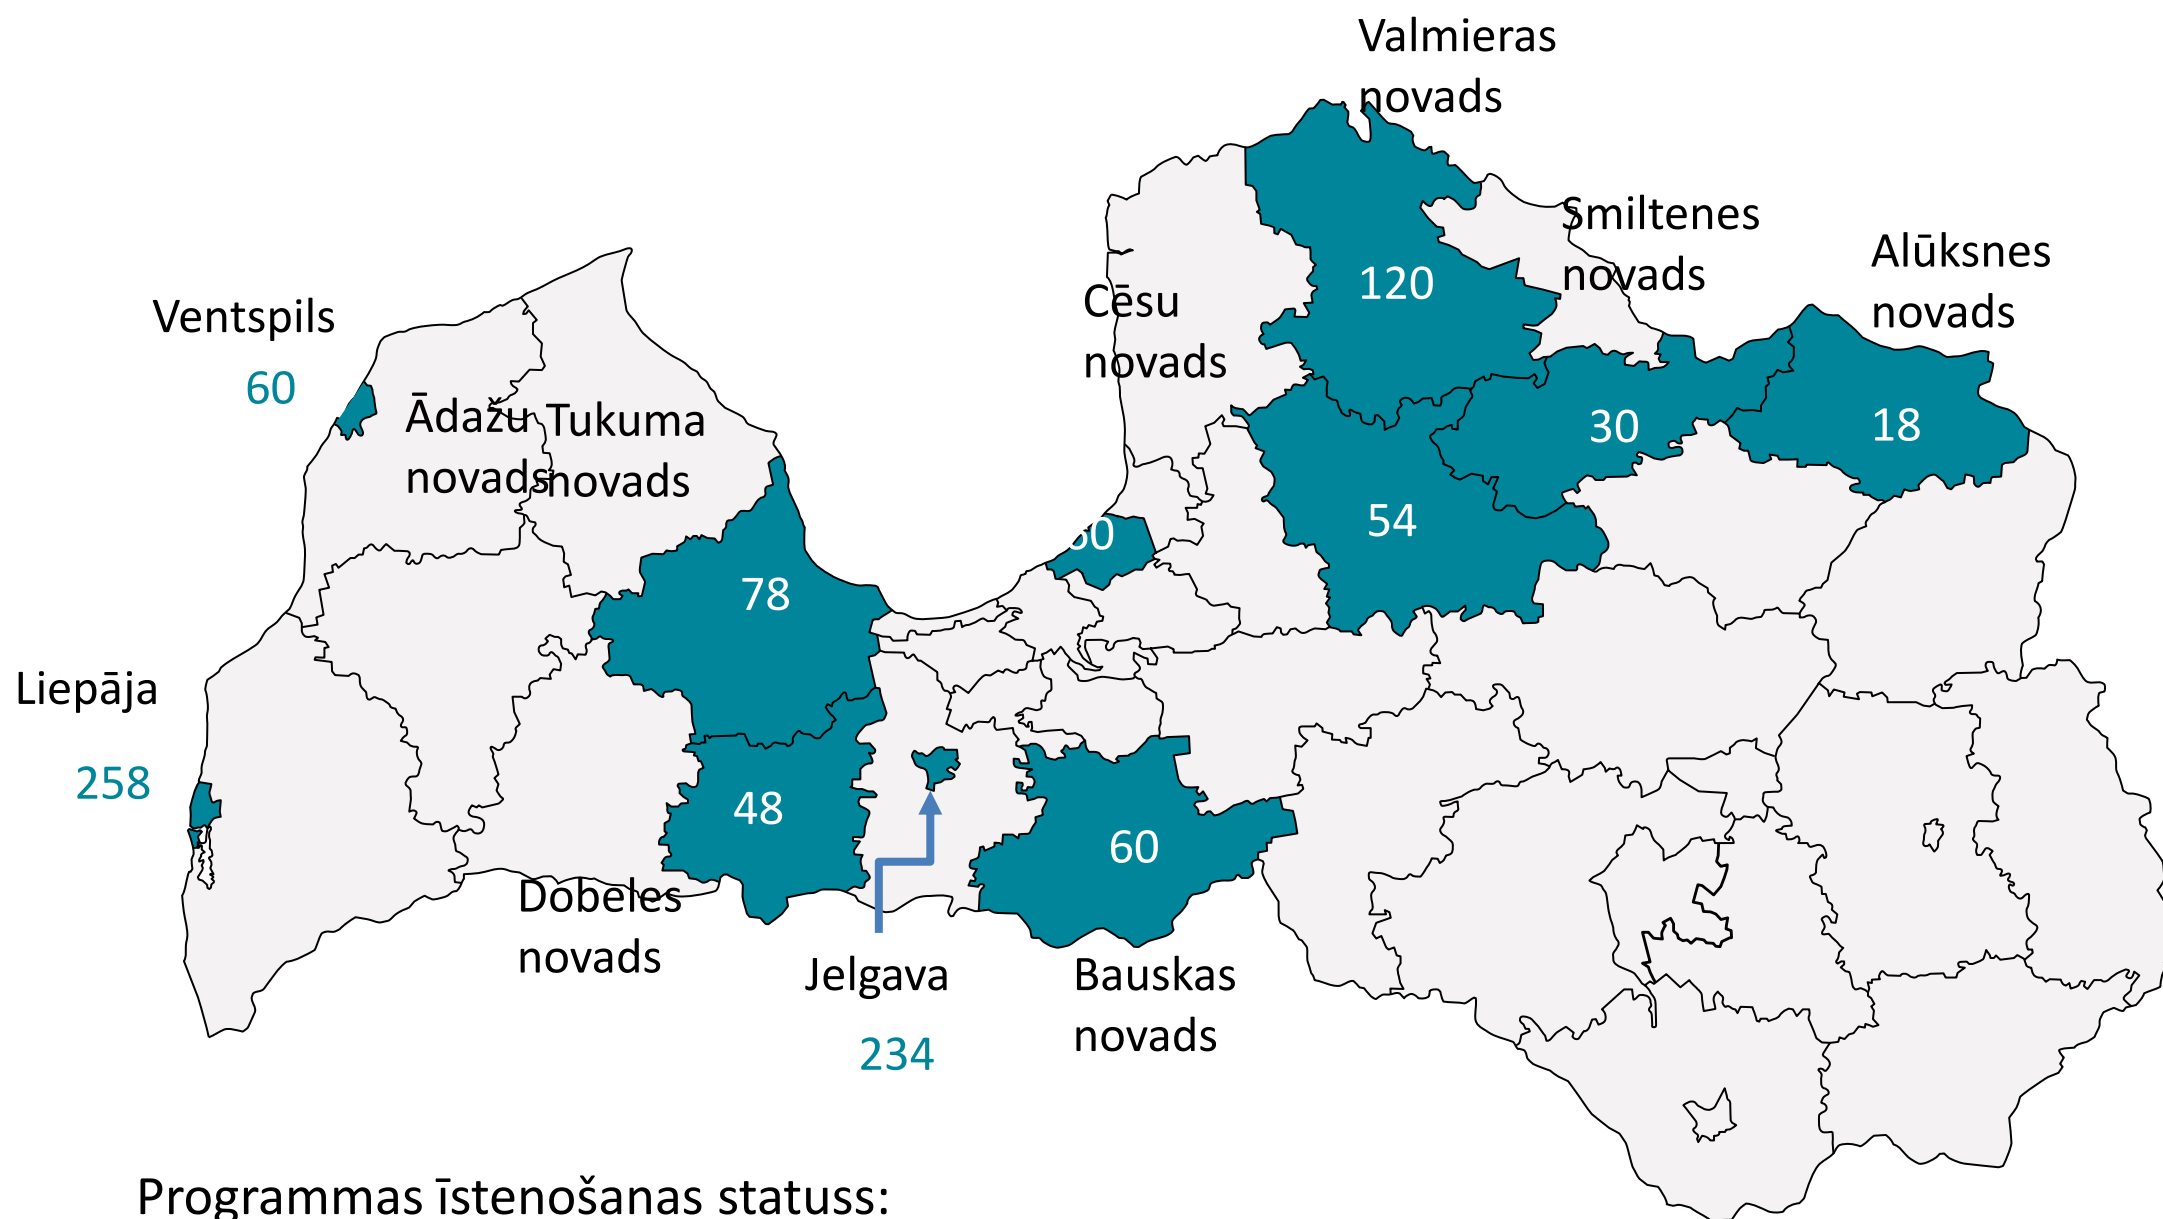 Valmieras
novads
Smiltenes
novads
Alūksnes
novads
Cēsu
novads
Ventspils
60
Ādažu
novads
Tukuma
novads
120
30
18
54
78
Liepāja
258
48
60
Dobeles
novads
Jelgava
234
Bauskas
novads
Programmas īstenošanas statuss: